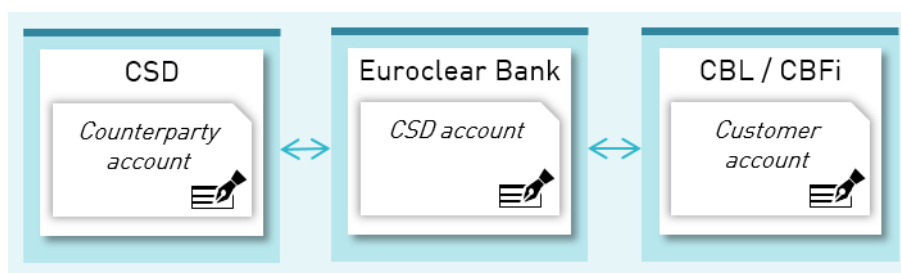 CSD
Counterparty
account
Euroclear Bank
CSD account
CBL / CBFi
Customer
account